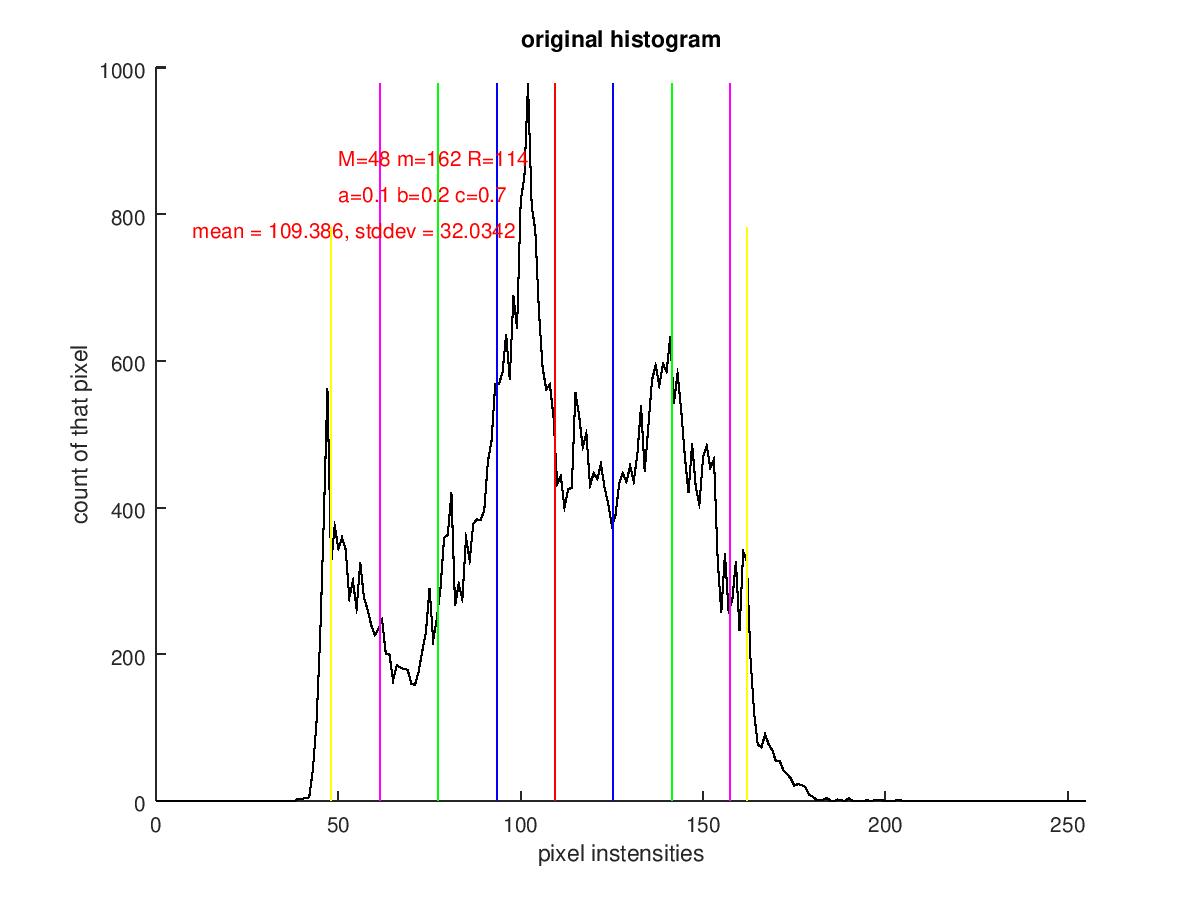 original histogram
1000
800
600
400
200
0
count of that pixel
M=48 m=162 R=114
a=0.1 b=0.2 c=0.7
mean = 109.386, stddev = 32.0342
0 50 100 150 200 250
pixel instensities